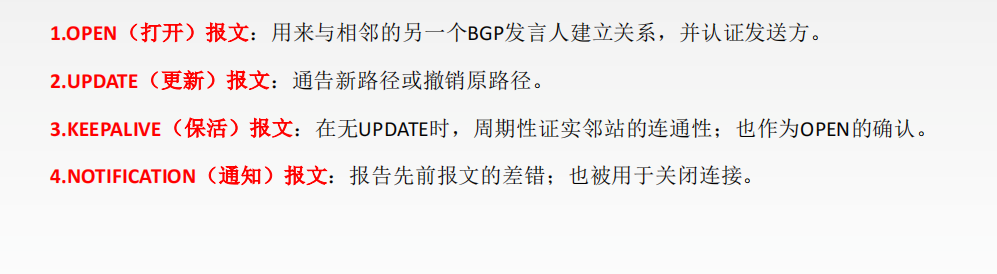 1.OPEN（打开）报文：用来与相邻的另一个BGP发言人建立关系，并认证发送方。
2.UPDATE（更新）报文：通告新路径或撤销原路径。
3.KEEPALIVE（保活）报文：在无UPDATE时，周期性证实邻站的连通性；也作为OPEN的确认。
4.NOTIFICATION（通知）报文：报告先前报文的差错；也被用于关闭连接。